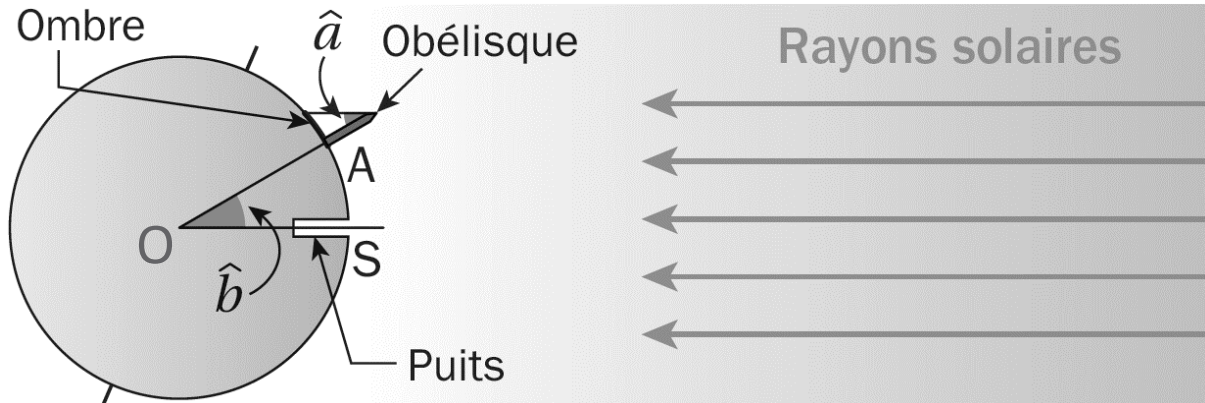 Ombre
â
Obélisque
Rayons solaires
A
O
S
b̂
Puits